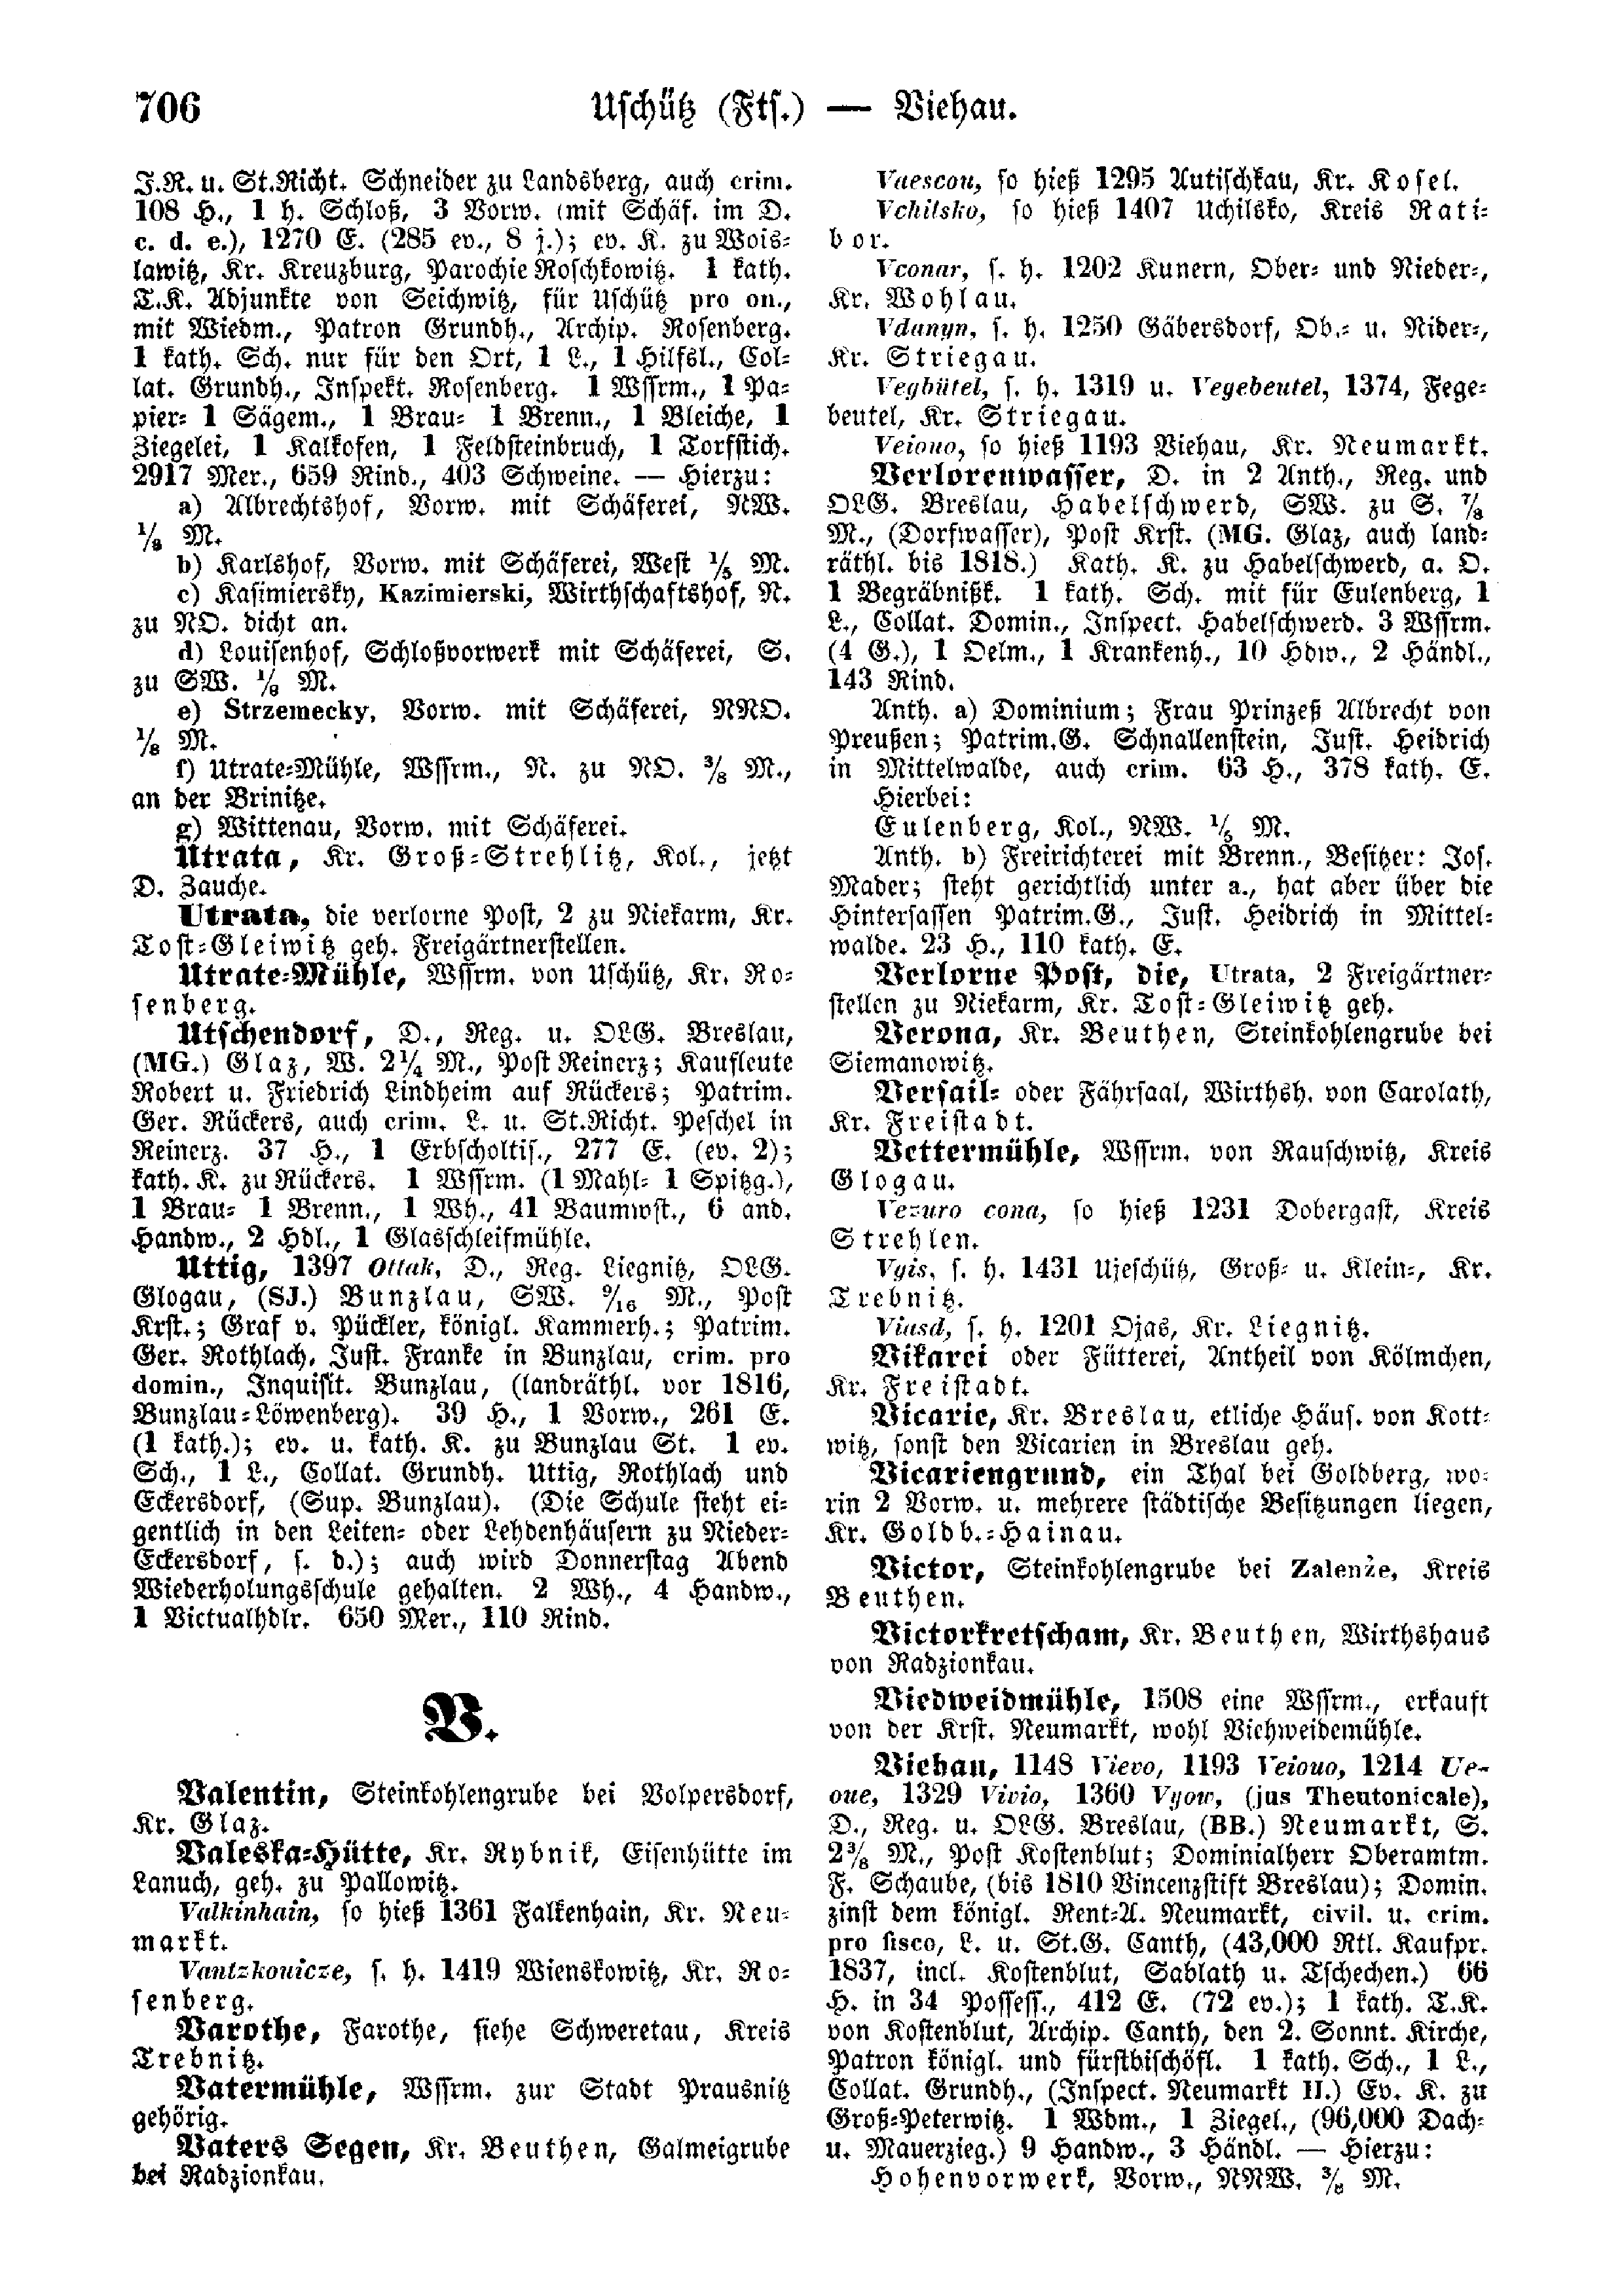 706
Uschütz (Fts.) — Viehau.
J.R. u. St.Richt. Schneider zu Landsberg, auch crim.
108 H., 1 h. Schloß, 3 Vorw. (mit Schäf. im D.
c. d. e.), 1270 E. (285 ev., 8 j.); ev. K. zu Wois-
lawitz, Kr. Kreuzburg, Parochie Roschkowitz. 1 kath.
T.K. Adjunkte von Seichwitz, für Uschütz pro on.,
mit Wiedm., Patron Grundh., Archip. Rosenberg.
1 kath. Sch. nur für den Ort, 1 L., 1 Hilfsl., Col-
lat. Grundh., Inspekt. Rosenberg. 1 Wssrm., 1 Pa-
pier- 1 Sägem., 1 Brau- 1 Brenn., 1 Bleiche, 1
Ziegelei, 1 Kalkofen, 1 Feldsteinbruch, 1 Torfstich.
2917 Mer., 659 Rind., 403 Schweine. — Hierzu:
a) Albrechtshof, Vorw. mit Schäferei, NW.
1/8 M.
b) Karlshof, Vorw. mit Schäferei, West 1/5 M.
c) Kasimiersky, Kazimierski, Wirthschaftshof, N.
zu NO. dicht an.
d) Louisenhof, Schloßvorwerk mit Schäferei, S.
zu SW. 1/8 M.
e) Strzemecky, Vorw. mit Schäferei, NNO.
1/8 M.
f) Utrate-Mühle, Wssrm., N. zu NO. 3/8 M.,
an der Brinitze.
g) Wittenau, Vorw. mit Schäferei.
Utrata, Kr. Groß-Strehlitz, Kol., jetzt
D. Zauche.
Utrata, die verlorne Post, 2 zu Niekarm, Kr.
Tost-Gleiwitz geh. Freigärtnerstellen.
Utrate-Mühle, Wssrm. von Uschütz, Kr. Ro-
senberg.
Utschendorf, D., Reg. u. OLG. Breslau,
(MG.) Glaz, W. 2 1/4 M., Post Reinerz; Kaufleute
Robert u. Friedrich Lindheim auf Rückers; Patrim.
Ger. Rückers, auch crim. L. u. St.Richt. Peschel in
Reinerz. 37 H., 1 Erbscholtis., 277 E. (ev. 2);
kath. K. zu Rückers. 1 Wssrm. (1 Mahl- 1 Spitzg.),
1 Brau- 1 Brenn., 1 Wh., 41 Baumwst., 6 and.
Handw., 2 Hdl., 1 Glasschleifmühle.
Uttig, 1397 Ottak, D., Reg. Liegnitz, OLG.
Glogau, (SJ.) Bunzlau, SW. 9/16 M., Post
Krst.; Graf v. Pückler, königl. Kammerh.; Patrim.
Ger. Rothlach, Just. Franke in Bunzlau, crim. pro
domin., Inquisit. Bunzlau, (landräthl. vor 1816,
Bunzlau-Löwenberg). 39 H., 1 Vorw., 261 E.
(1 kath.); ev. u. kath. K. zu Bunzlau St. 1 ev.
Sch., 1 L., Collat. Grundh. Uttig, Rothlach und
Eckersdorf, (Sup. Bunzlau). (Die Schule steht ei-
gentlich in den Leiten- oder Lehdenhäusern zu Nieder-
Eckersdorf, s. d.); auch wird Donnerstag Abend
Wiederholungsschule gehalten. 2 Wh., 4 Handw.,
1 Victualhdlr. 650 Mer., 110 Rind.
V.
Valentin, Steinkohlengrube bei Volpersdorf,
Kr. Glaz.
Valeska-Hütte, Kr. Rybnik, Eisenhütte im
Lanuch, geh. zu Pallowitz.
Valkinhain, so hieß 1361 Falkenhain, Kr. Neu-
markt.
Vantzkouicze, s. h. 1419 Wienskowitz, Kr. Ro-
senberg.
Varothe, Farothe, siehe Schweretau, Kreis
Trebnitz.
Vatermühle, Wssrm. zur Stadt Prausnitz
gehörig.
Vaters Segen, Kr. Beuthen, Galmeigrube
bei Radzionkau.
Vaescou, so hieß 1295 Autischkau, Kr. Kosel.
Vchilsko, so hieß 1407 Uchilsko, Kreis Rati-
bor.
Vconar, s. h. 1202 Kunern, Ober- und Nieder-,
Kr. Wohlau.
Vdanyn, s. h. 1250 Gäbersdorf, Ob.- u. Nider-,
Kr. Striegau.
Vegbütel, s. h. 1319 u. Vegebeutel, 1374, Fege-
beutel, Kr. Striegau.
Veiouo, so hieß 1193 Viehau, Kr. Neumarkt.
Verlorenwasser, D. in 2 Anth., Reg. und
OLG. Breslau, Habelschwerd, SW. zu S. 7/8
M., (Dorfwasser), Post Krst. (MG. Glaz, auch land-
räthl. bis 1818.) Kath. K. zu Habelschwerd, a. O.
1 Begräbnißk. 1 kath. Sch. mit für Eulenberg, 1
L., Collat. Domin., Inspect. Habelschwerd. 3 Wssrm.
(4 G.), 1 Oelm., 1 Krankenh., 10 Hdw., 2 Händl.,
143 Rind.
Anth. a) Dominium; Frau Prinzeß Albrecht von
Preußen; Patrim.G. Schnallenstein, Just. Heidrich
in Mittelwalde, auch crim. 63 H., 378 kath. E.
Hierbei:
Eulenberg, Kol., NW. 1/5 M.
Anth. b) Freirichterei mit Brenn., Besitzer: Jos.
Mader; steht gerichtlich unter a., hat aber über die
Hintersassen Patrim.G., Just. Heidrich in Mittel-
walde. 23 H., 110 kath. E.
Verlorne Post, die, Utrata, 2 Freigärtner-
stellen zu Niekarm, Kr. Tost-Gleiwitz geh.
Verona, Kr. Beuthen, Steinkohlengrube bei
Siemanowitz.
Versail- oder Fährsaal, Wirthsh. von Carolath,
Kr. Freistadt.
Vettermühle, Wssrm. von Rauschwitz, Kreis
Glogau.
Vezuro cona, so hieß 1231 Dobergast, Kreis
Strehlen.
Vgis, s. h. 1431 Ujeschütz, Groß- u. Klein-, Kr.
Trebnitz.
Viasd, s. h. 1201 Ojas, Kr. Liegnitz.
Vikarei oder Fütterei, Antheil von Kölmchen,
Kr. Freistadt.
Vicarie, Kr. Breslau, etliche Häus. von Kott-
witz, sonst den Vicarien in Breslau geh.
Vicariengrund, ein Thal bei Goldberg, wo-
rin 2 Vorw. u. mehrere städtische Besitzungen liegen,
Kr. Goldb.-Hainau.
Victor, Steinkohlengrube bei Zalenże, Kreis
Beuthen.
Victorkretscham, Kr. Beuthen, Wirthshaus
von Radzionkau.
Viedweidmühle, 1508 eine Wssrm., erkauft
von der Krst. Neumarkt, wohl Viehweidemühle.
Viehau, 1148 Vievo, 1193 Veiouo, 1214 Ue-
oue, 1329 Vivio, 1360 Vyow, (jus Theutonicale),
D., Reg. u. OLG. Breslau, (BB.) Neumarkt, S.
2 3/8 M., Post Kostenblut; Dominialherr Oberamtm.
F. Schaube, (bis 1810 Vincenzstift Breslau); Domin.
zinst dem königl. Rent-A. Neumarkt, civil. u. crim.
pro fisco, L. u. St.G. Canth, (43,000 Rtl. Kaufpr.
1837, incl. Kostenblut, Sablath u. Tschechen.) 66
H. in 34 Possess., 412 E. (72 ev.); 1 kath. T.K.
von Kostenblut, Archip. Canth, den 2. Sonnt. Kirche,
Patron königl. und fürstbischöfl. 1 kath. Sch., 1 L.,
Collat. Grundh., (Inspect. Neumarkt II.) Ev. K. zu
Groß-Peterwitz. 1 Wdm., 1 Ziegel., (96,000 Dach-
u. Mauerzieg.) 9 Handw., 3 Händl. — Hierzu:
Hohenvorwerk, Vorw., NNW. 3/8 M.